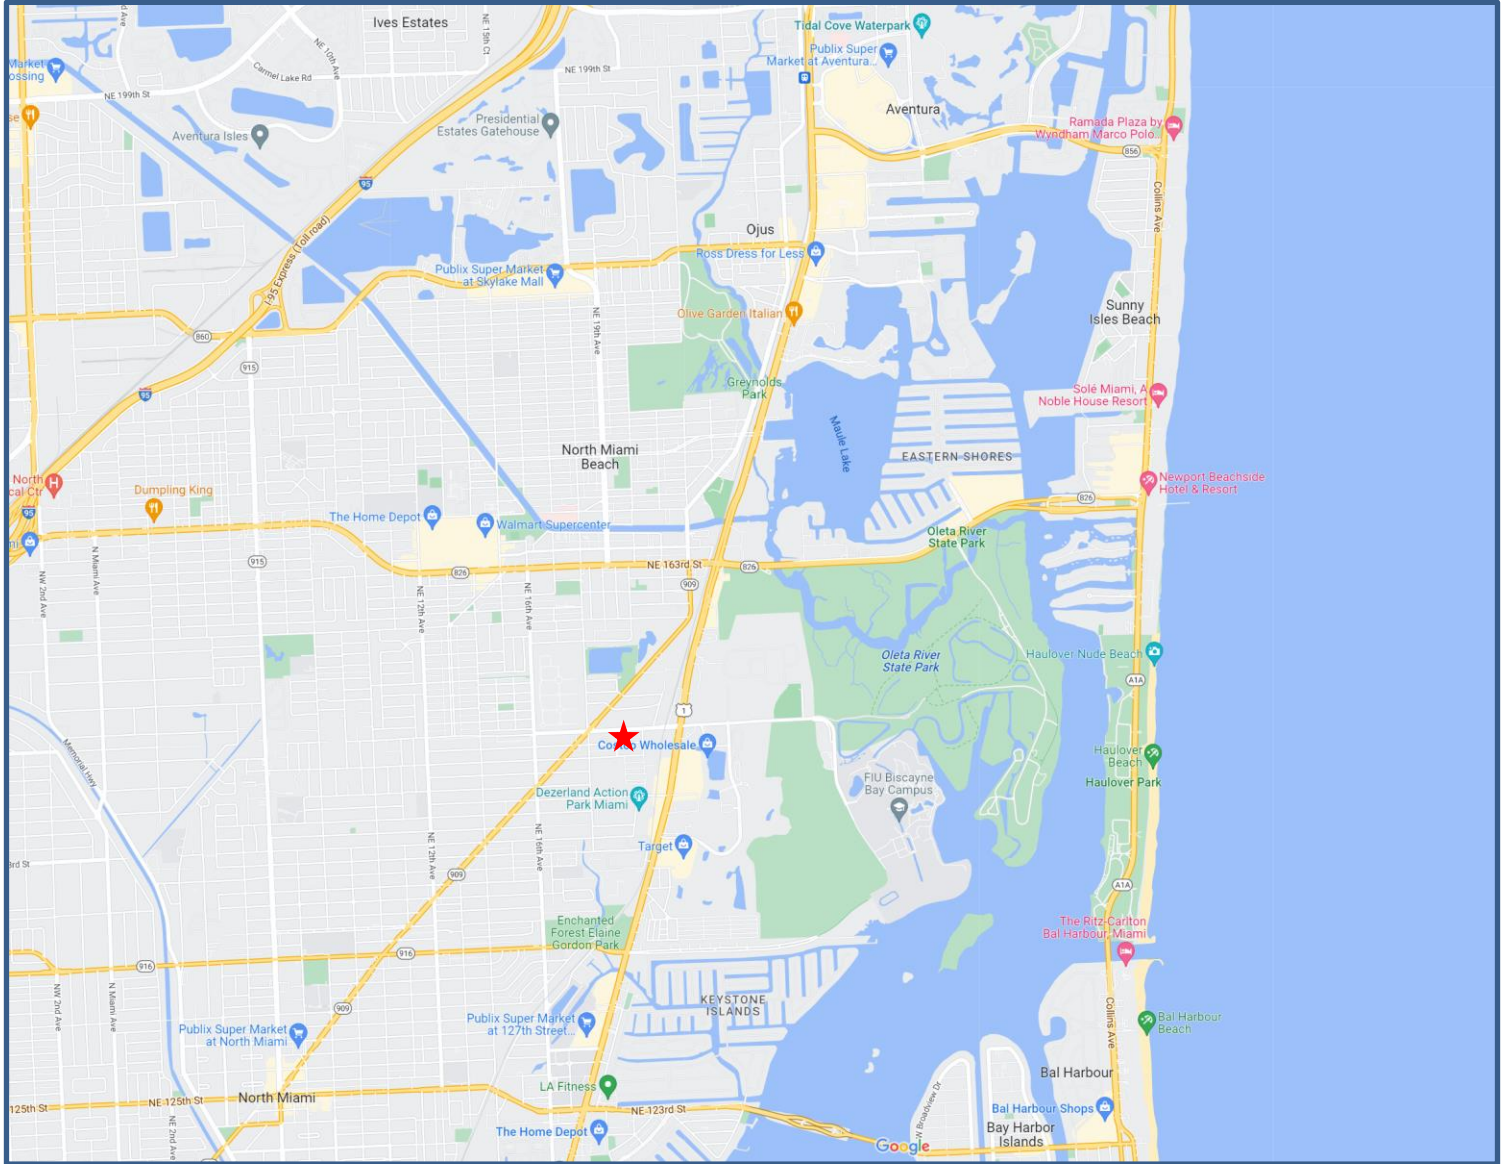 Ives Estates
NE 15th Ct
NE 10th Ave
Tidal Cove Waterpark
Publix Super
Market at Aventura...
Market
ossing
Carmel Lake Rd
NE 199th St
NE 199th St
se
Aventura
Presidential
Estates Gatehouse
Aventura Isles
Ramada Plaza by
Wyndham Marco Polo...
856
95
Collins Ave
I-95 Express (Toll road)
Ojus
Ross Dress for Less
Publix Super Market
at Skylake Mall
Olive Garden Italian
NE 19th Ave
Sunny
Isles Beach
860
915
95
Greynolds
Park
Solé Miami, A
Noble House Resort
Maule Lake
North Miami
Beach
EASTERN SHORES
North
cal Ctr
Dumpling King
Newport Beachside
Hotel & Resort
826
95
The Home Depot
Walmart Supercenter
Oleta River
State Park
mi
N Miami Ave
915
NW 2nd Ave
826
NE 163rd St
826
909
NE 12th Ave
NE 16th Ave
Oleta River
State Park
Haulover Nude Beach
A1A
1
Memorial Hwy
Costco Wholesale
Haulover
Beach
Haulover Park
FIU Biscayne
Bay Campus
Dezerland Action
Park Miami
NE 12th Ave
NE 16th Ave
Target
3rd St
909
A1A
Enchanted
Forest Elaine
Gordon Park
The Ritz-Carlton
Bal Harbour, Miami
916
916
NW 2nd Ave
N Miami Ave
909
KEYSTONE
ISLANDS
Collins Ave
Publix Super Market
at North Miami
Publix Super Market
at 127th Street...
Bal Harbour
Beach
Bal Harbour
LA Fitness
North Miami
125th St
NE 125th St
NE 2nd Ave
NE 123rd St
W Broadview Dr
Bal Harbour Shops
The Home Depot
Bay Harbor
Islands
Google